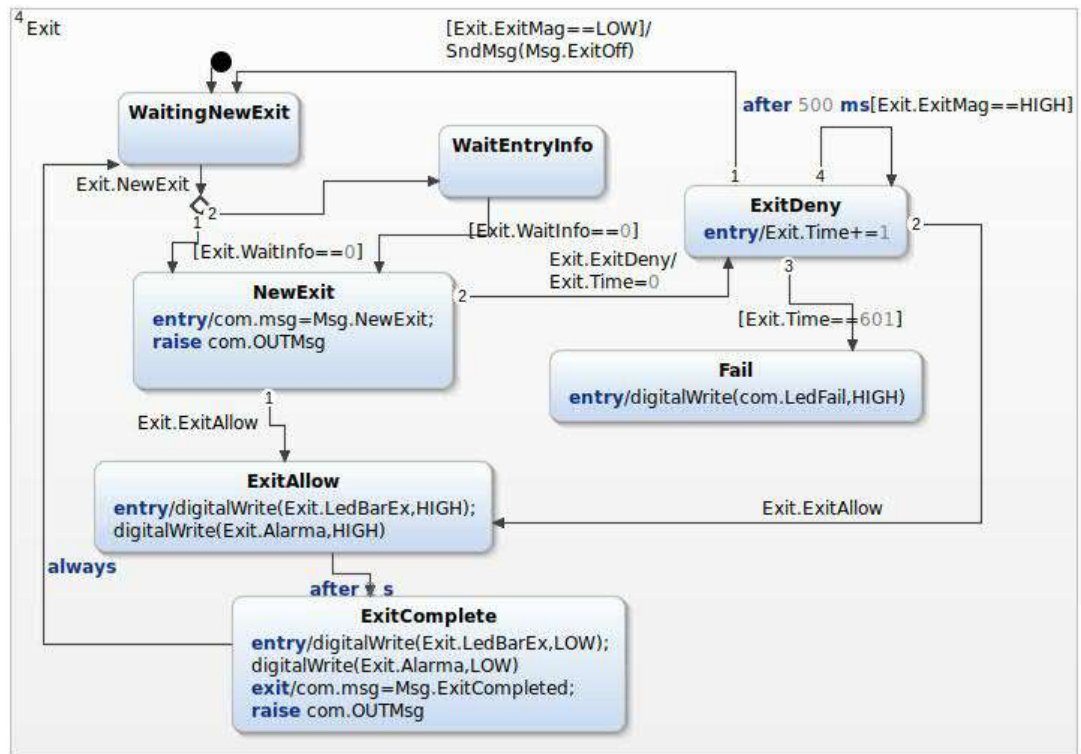 4
Exit
[Exit.ExitMag==LOW]/
SndMsg(Msg.ExitOff)
WaitingNewExit
after 500 ms[Exit.ExitMag==HIGH]
WaitEntryInfo
Exit.NewExit
2
1
[Exit.WaitInfo==0]
[Exit.WaitInfo==0]
1
4
ExitDeny
entry/Exit.Time+=1
2
3
Exit.ExitDeny/
Exit.Time=0
NewExit
entry/com.msg=Msg.NewExit;
raise com.OUTMsg
2
1
[Exit.Time==601]
Fail
entry/digitalWrite(com.LedFail,HIGH)
Exit.ExitAllow
ExitAllow
entry/digitalWrite(Exit.LedBarEx,HIGH);
digitalWrite(Exit.Alarma,HIGH)
Exit.ExitAllow
always
after s
ExitComplete
entry/digitalWrite(Exit.LedBarEx,LOW);
digitalWrite(Exit.Alarma,LOW)
exit/com.msg=Msg.ExitCompleted;
raise com.OUTMsg